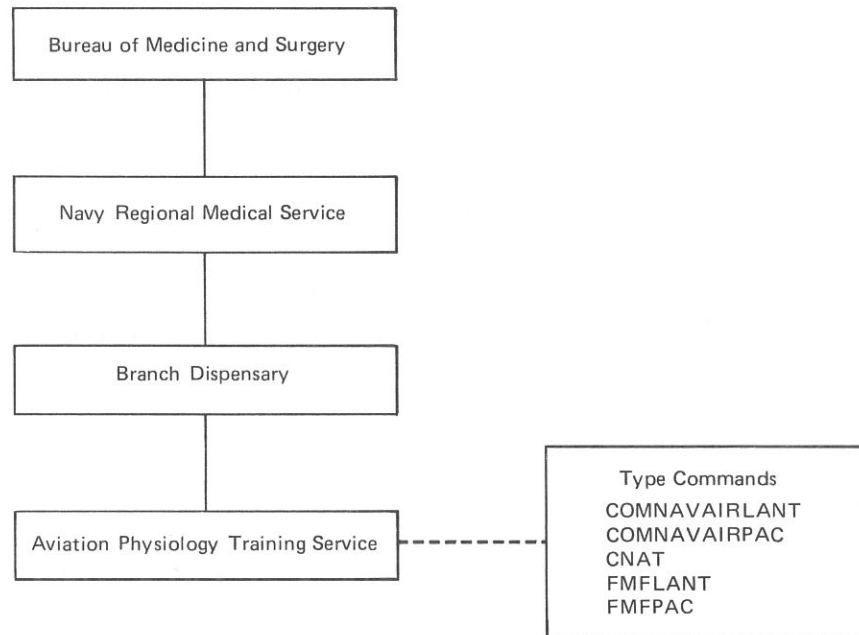 Bureau of Medicine and Surgery
Navy Regional Medical Service
Branch Dispensary
Aviation Physiology Training Service
Type Commands
COMNAVAIRLANT
COMNAVAIRPAC
CNAT
FMFLANT
FMFPAC